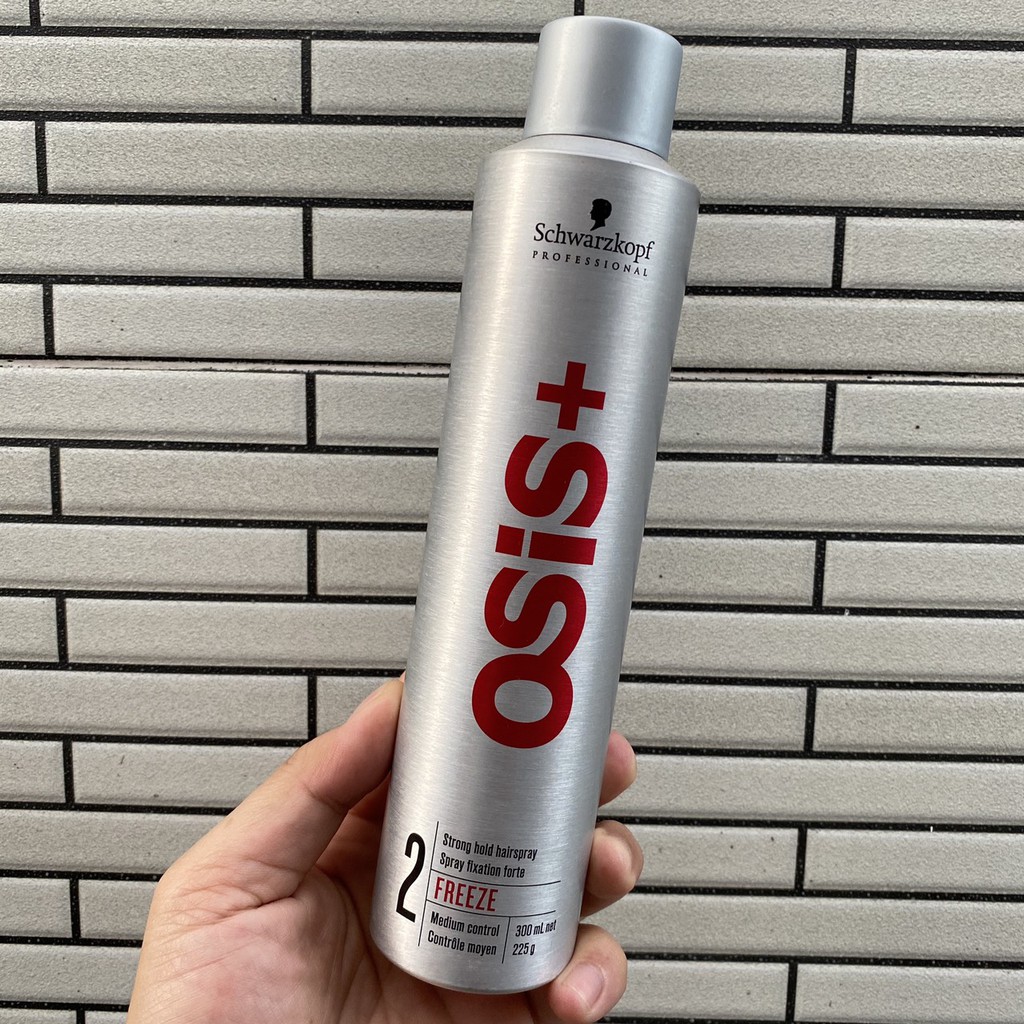 Schwarzkopf
PROFESSIONAL
OSiS+
2
Strong hold hairspray
Spray fixation forte
FREEZE
Medium control
Contrôle moyen
300 mL net
225 g